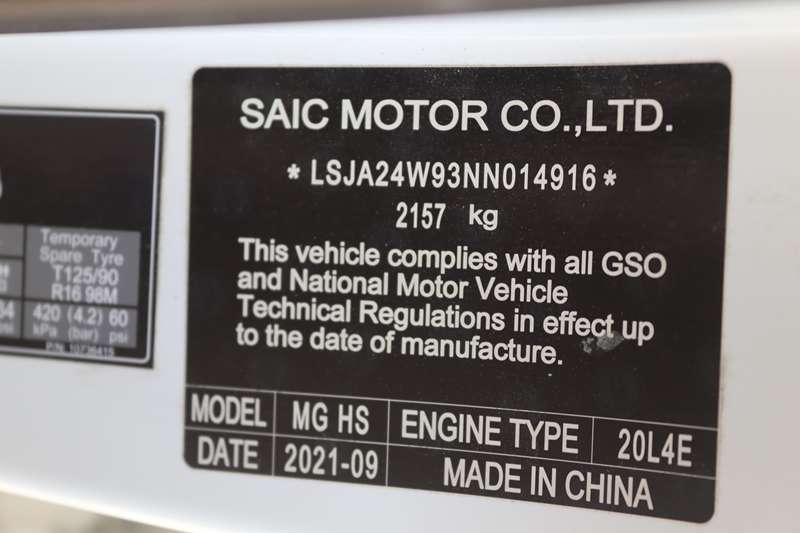 SAIC MOTOR CO.,LTD.
* LSJA24W93NN014916 *
2157 kg
This vehicle complies with all GSO
and National Motor Vehicle
Technical Regulations in effect up
to the date of manufacture.
MODEL MG HS ENGINE TYPE 20L4E
DATE 2021-09 MADE IN CHINA
Temporary
Spare Tyre
T125/90
R16 98M
420 (4.2) 60
kPa (bar) psi
P/N: 10736415